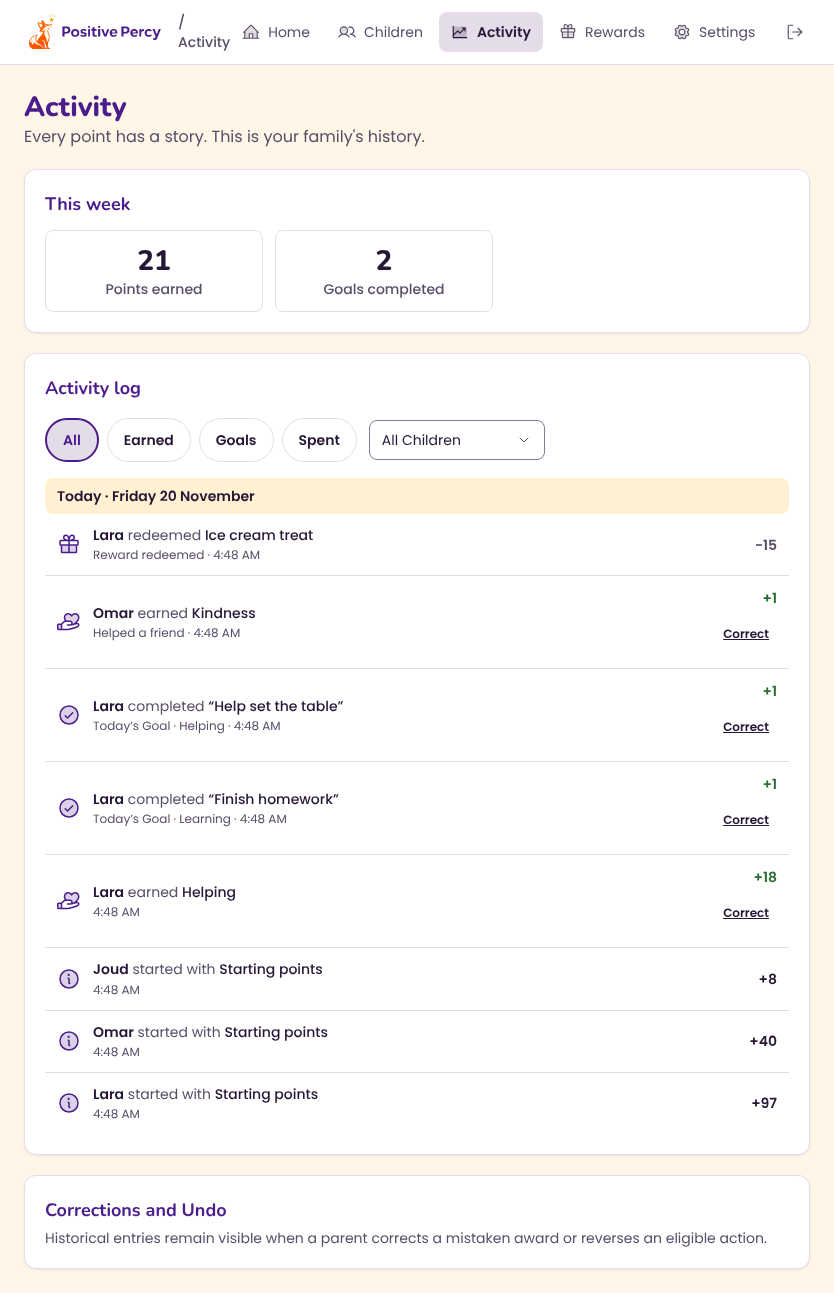 Positive Percy
/
Activity
Home
Children
Activity
Rewards
Settings
Activity
Every point has a story. This is your family's history.
This week
21
Points earned
2
Goals completed
Activity log
All
Earned
Goals
Spent
All Children
Today · Friday 20 November
Lara redeemed Ice cream treat
Reward redeemed · 4:48 AM
-15
Omar earned Kindness
Helped a friend · 4:48 AM
+1
Correct
Lara completed “Help set the table”
Today’s Goal · Helping · 4:48 AM
+1
Correct
Lara completed “Finish homework”
Today’s Goal · Learning · 4:48 AM
+1
Correct
Lara earned Helping
4:48 AM
+18
Correct
Joud started with Starting points
4:48 AM
+8
Omar started with Starting points
4:48 AM
+40
Lara started with Starting points
4:48 AM
+97
Corrections and Undo
Historical entries remain visible when a parent corrects a mistaken award or reverses an eligible action.